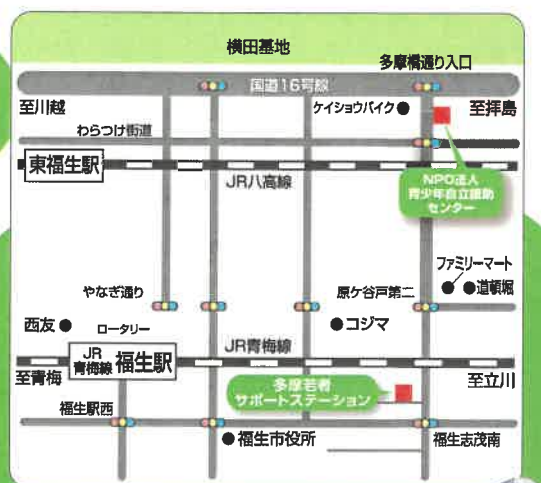 横田基地
多摩橋通り入口
国道16号線
至川越
ケイショウバイク
至拝島
わらつけ街道
東福生駅
JR八高線
NPO法人
青少年自立援助
センター
ファミリーマート
やなぎ通り
原ケ谷戸第二
道頓堀
西友
ロータリー
コジマ
JR青梅線
JR
青梅線
福生駅
至青梅
多摩若者
サポートステーション
至立川
福生駅西
福生市役所
福生志茂南